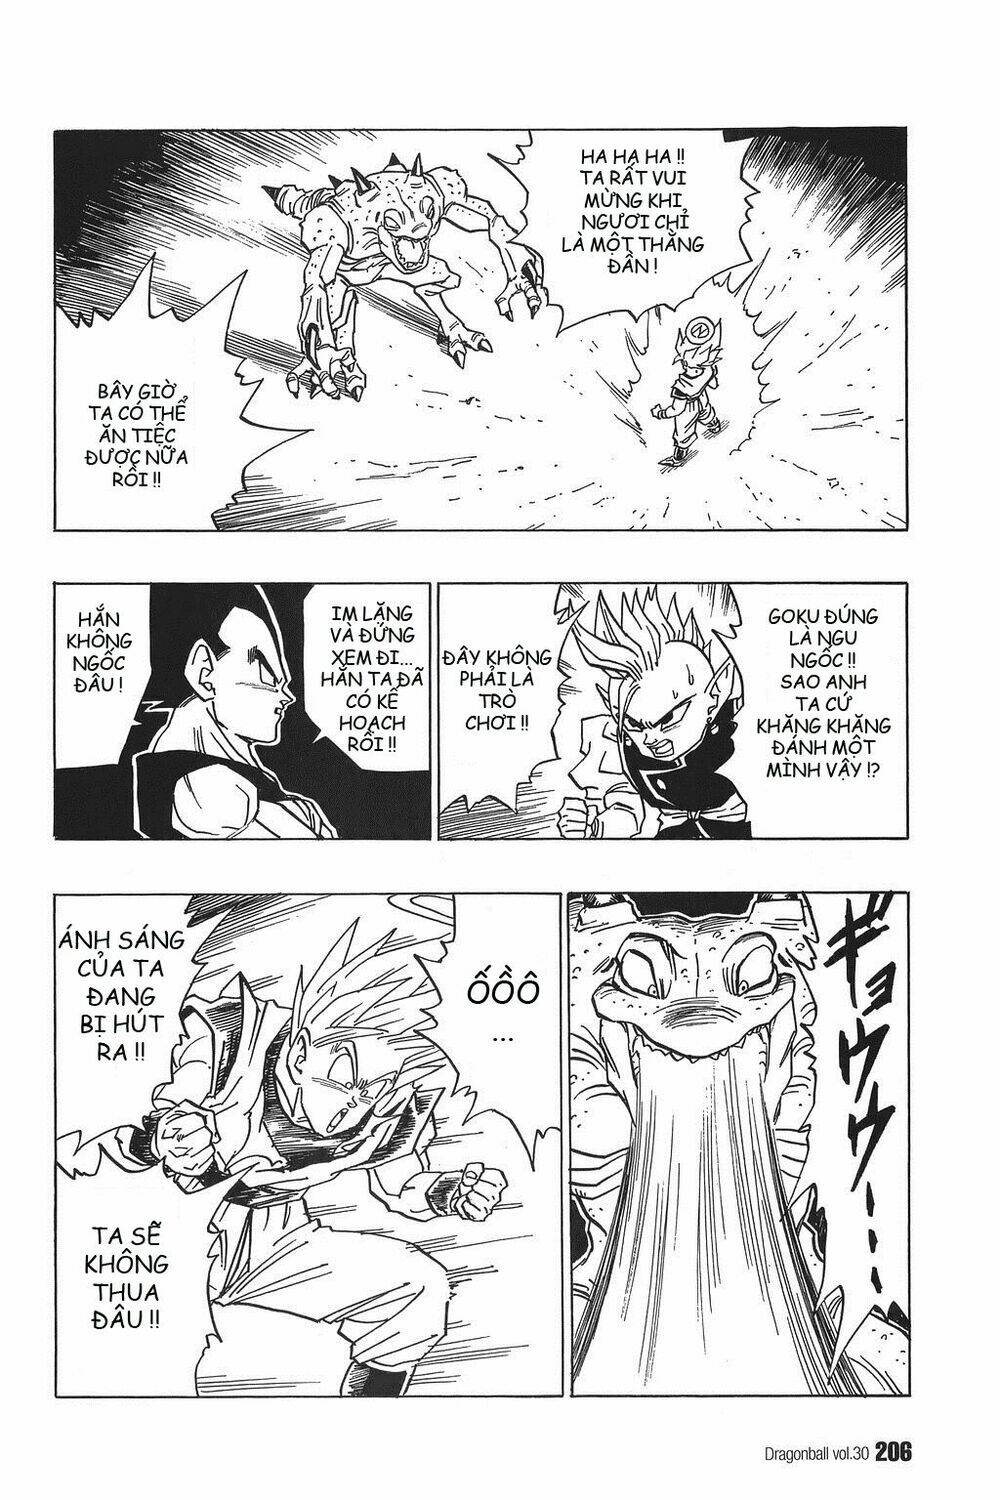 HA HA HA !!
TA RẤT VUI
MỪNG KHI
NGƯƠI CHỈ
LÀ MỘT THẰNG
ĐẦN !
BÂY GIỜ
TA CÓ THỂ
ĂN TIỆC
ĐƯỢC NỮA
RỒI !!
GOKU ĐÚNG
LÀ NGU
NGỐC !!
SAO ANH
TA CỨ
KHĂNG KHĂNG
ĐÁNH MỘT
MÌNH VẬY !?
ĐÂY KHÔNG
PHẢI LÀ
TRÒ
CHƠI !!
IM LẶNG
VÀ ĐỨNG
XEM ĐI...
HẮN TA ĐÃ
CÓ KẾ
HOẠCH
RỒI !!
HẮN
KHÔNG
NGỐC
ĐÂU !
ギョウウ・・・
ỐỒÔ
...
ÁNH SÁNG
CỦA TA
ĐANG
BỊ HÚT
RA !!
TA SẼ
KHÔNG
THUA
ĐÂU !!
Dragonball vol.30 206